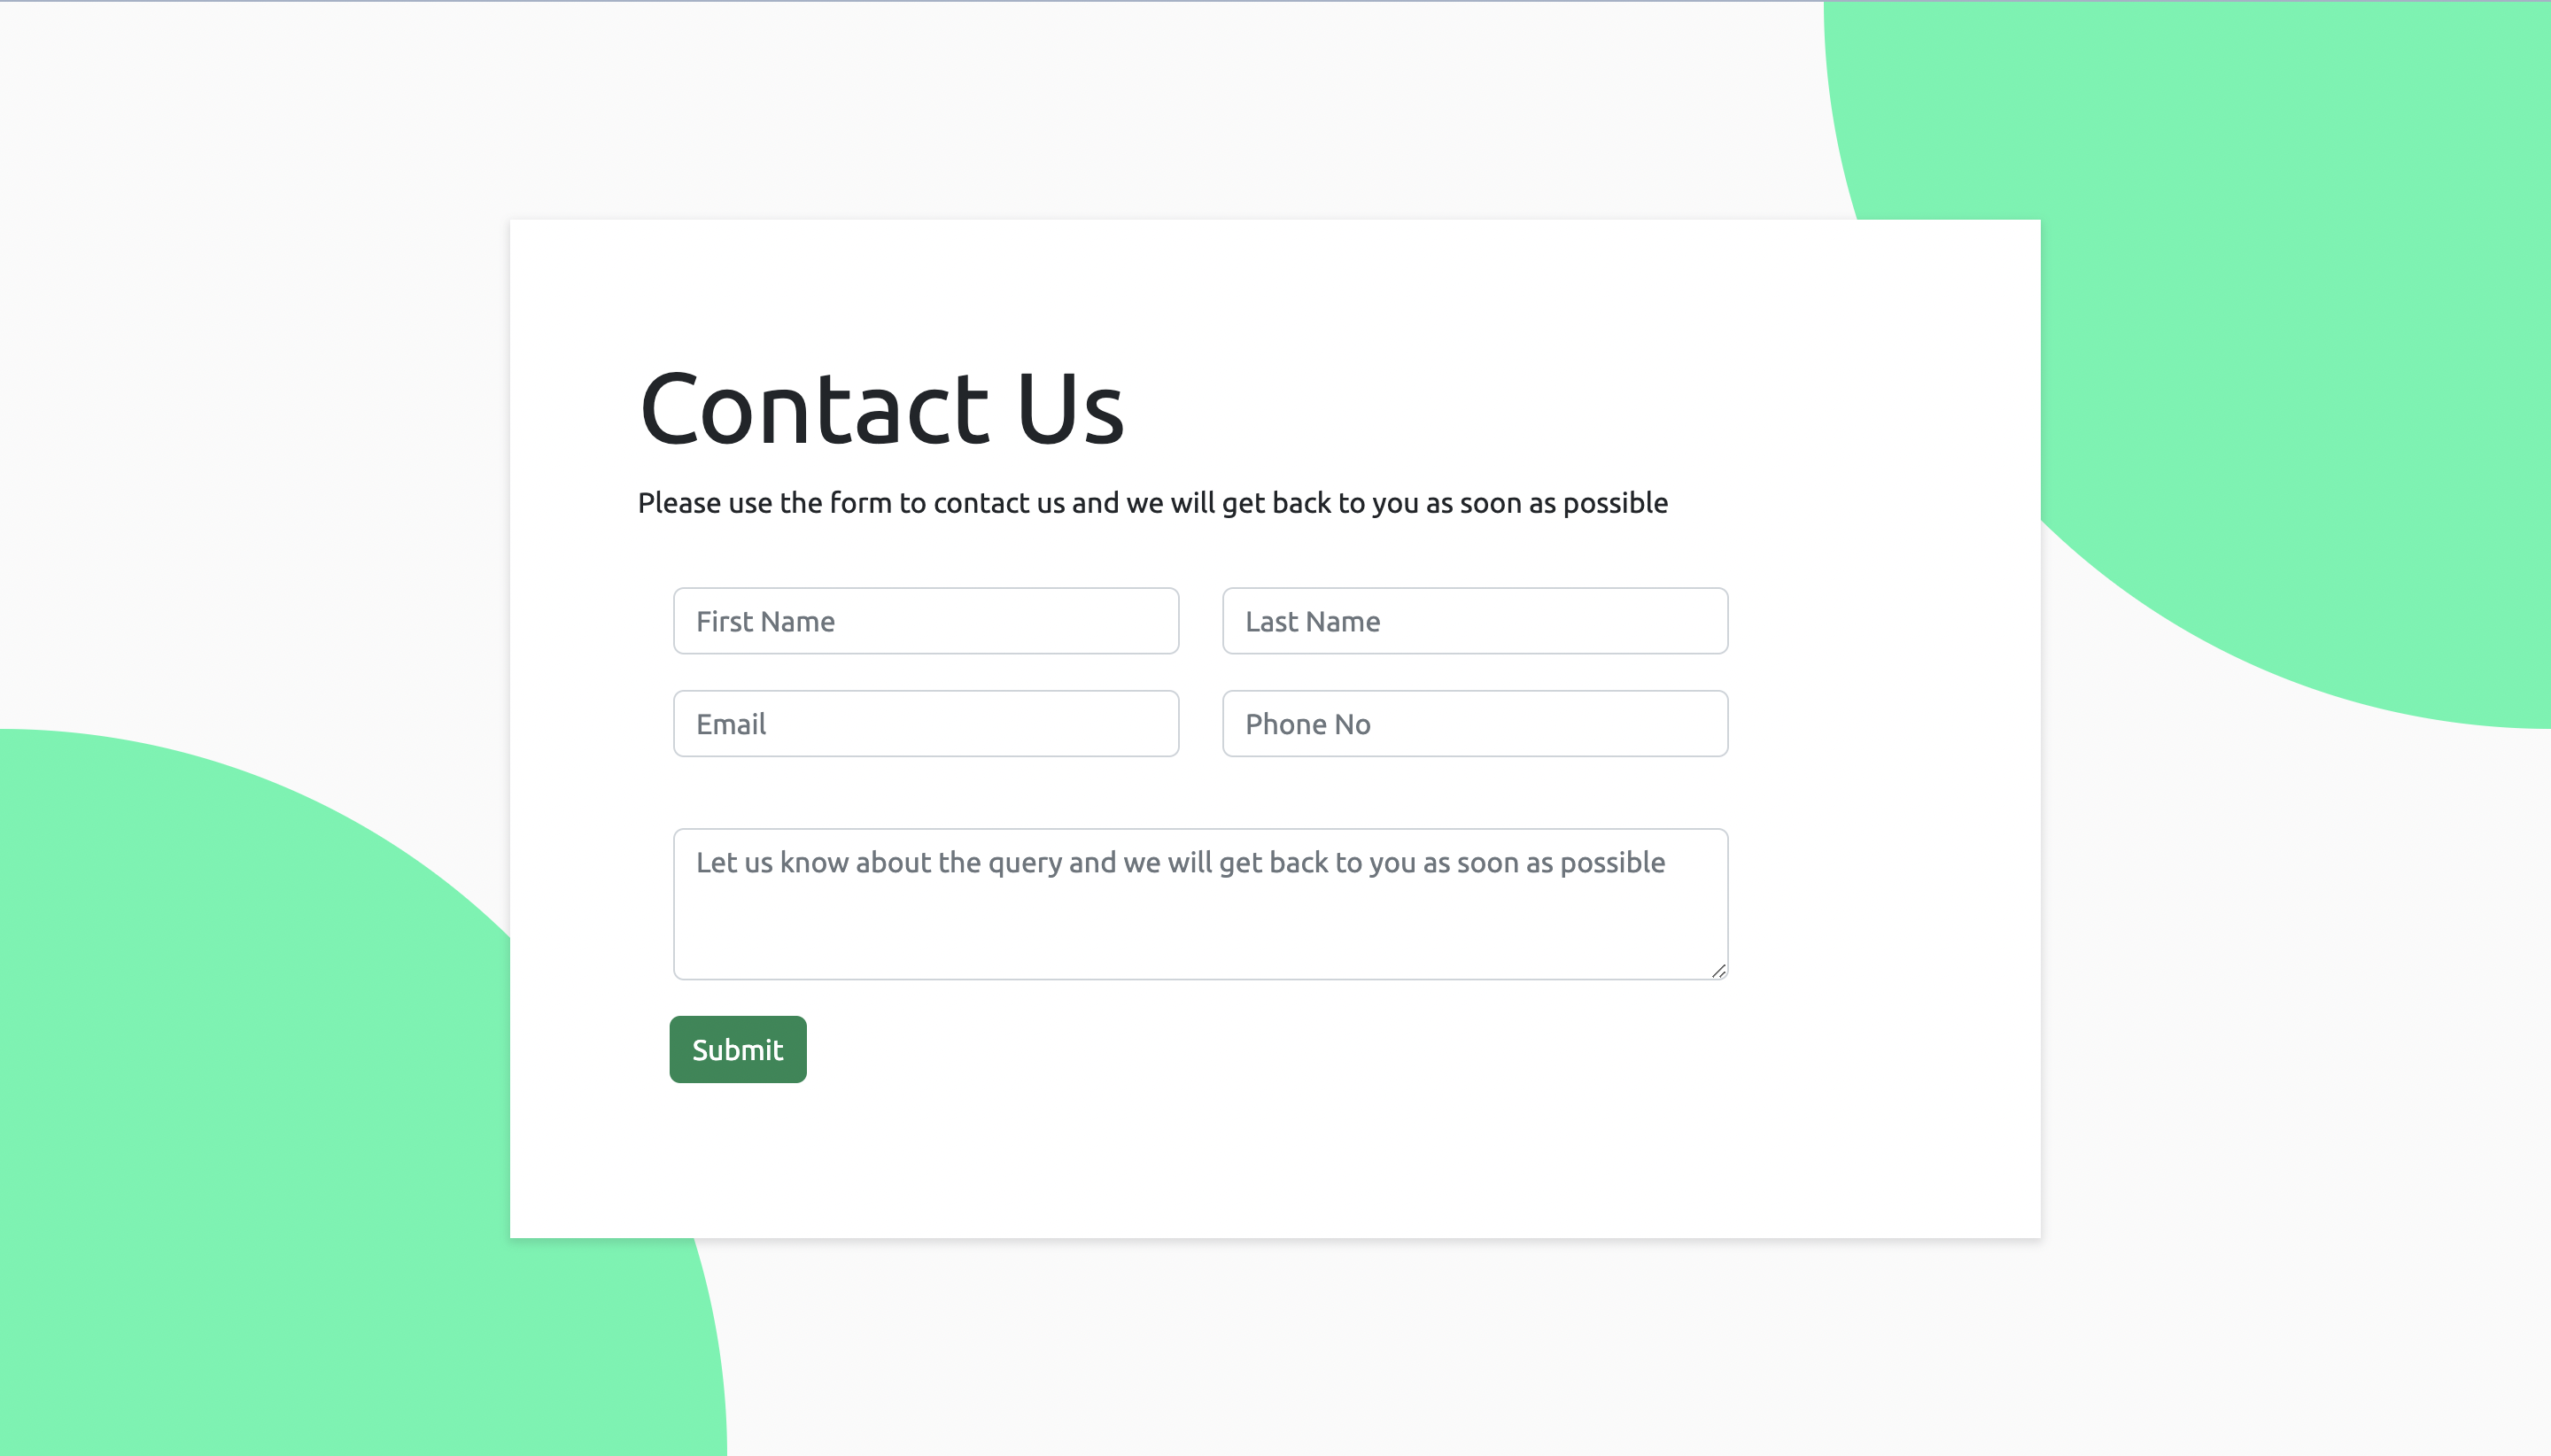 Contact Us
Please use the form to contact us and we will get back to you as soon as possible
First Name
Last Name
Email
Phone No
Let us know about the query and we will get back to you as soon as possible
Submit